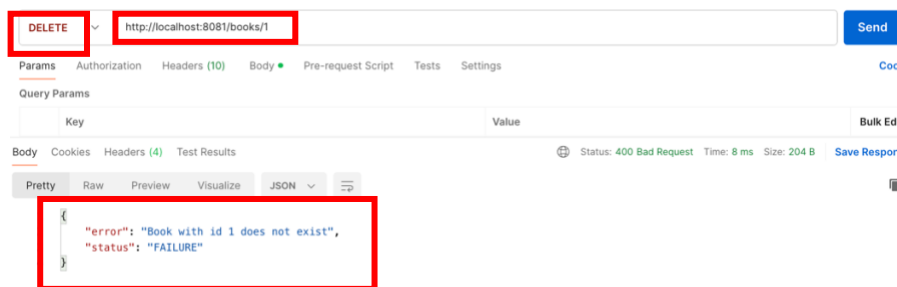 DELETE http://localhost:8081/books/1 Send
Params Authorization Headers (10) Body Pre-request Script Tests Settings
Query Params
Key Value Bulk Ed
Body Cookies Headers (4) Test Results Status: 400 Bad Request Time: 8 ms Size: 204 B Save Respon
Pretty Raw Preview Visualize JSON
{
"error": "Book with id 1 does not exist",
"status": "FAILURE"
}